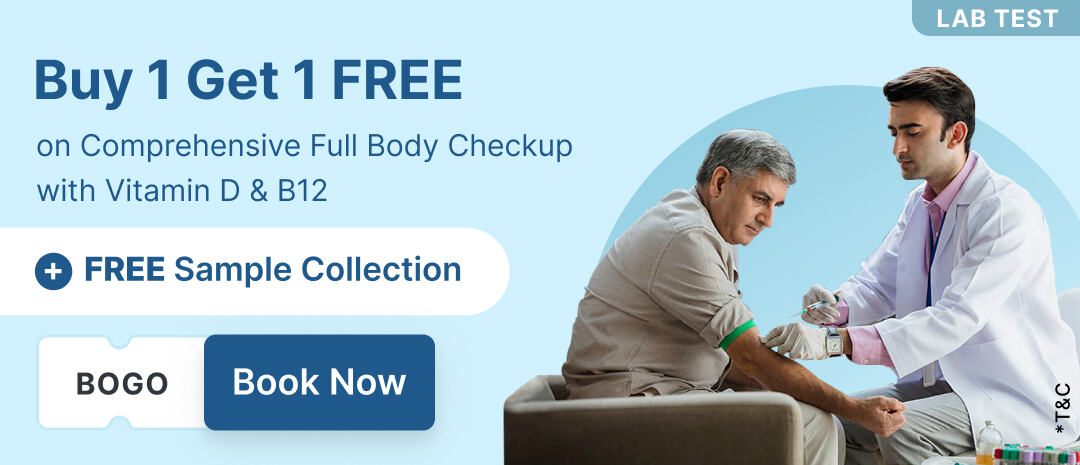 LAB TEST
Buy 1 Get 1 FREE
on Comprehensive Full Body Checkup
with Vitamin D & B12
+ FREE Sample Collection
BOGO
Book Now
*T&C